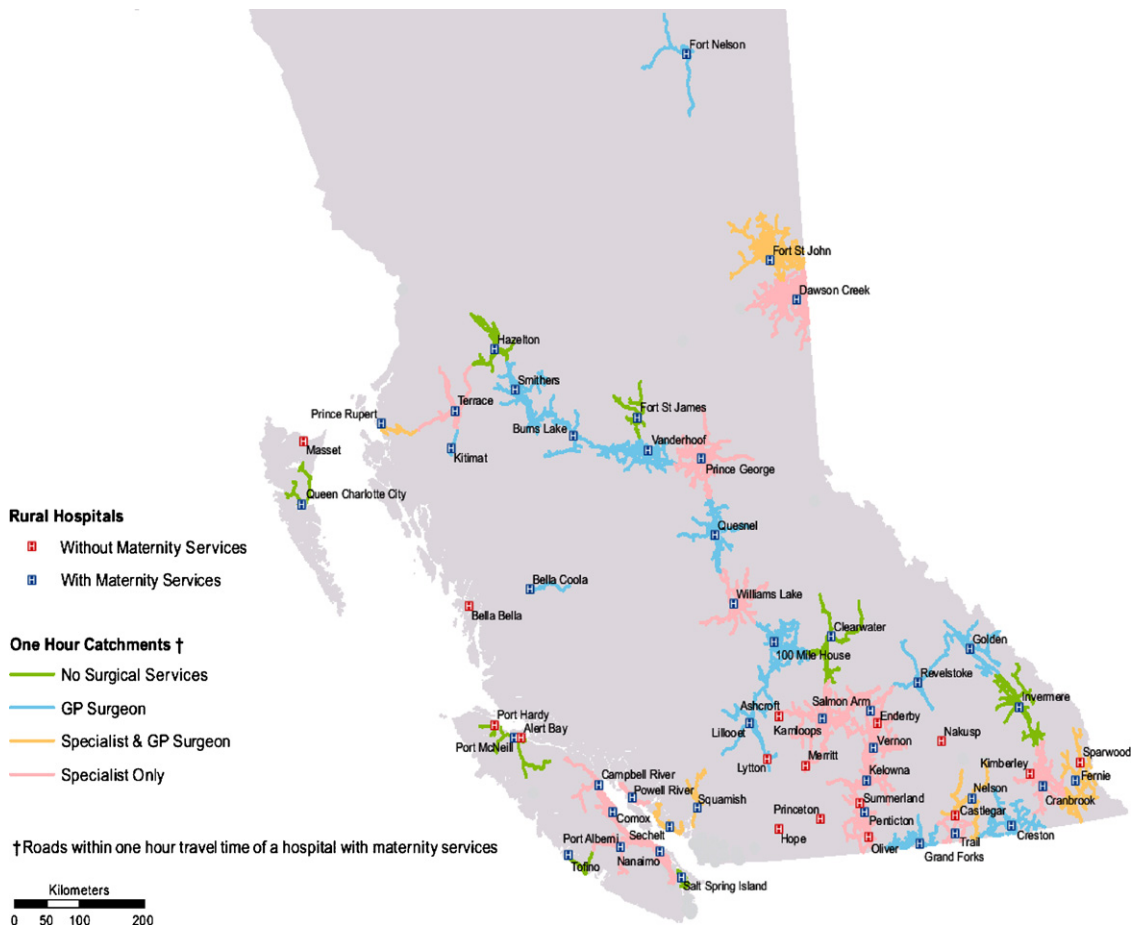 Fort Nelson
Fort St John
Dawson Creek
Hazelton
Smithers
Terrace
Fort St James
Prince Rupert
Burns Lake
Vanderhoof
Masset
Kitimat
Prince George
Queen Charlotte City
Rural Hospitals
H Without Maternity Services
H With Maternity Services
Quesnel
Bella Coola
Williams Lake
Bella Bella
Clearwater
Golden
100 Mile House
One Hour Catchments †
No Surgical Services
GP Surgeon
Specialist & GP Surgeon
Specialist Only
Revelstoke
Invermere
Ashcroft
Salmon Arm
Port Hardy
Enderby
Lillooet
Kamloops
Alert Bay
Nakusp
Port McNeill
Vernon
Sparwood
Lytton
Merritt
Kimberley
Campbell River
Kelowna
Fernie
Powell River
Nelson
Squamish
Summerland
Cranbrook
Princeton
Castlegar
Comox
Penticton
Sechelt
Hope
Creston
Port Alberni
Trail
Oliver
†Roads within one hour travel time of a hospital with maternity services
Nanaimo
Grand Forks
Tofino
Salt Spring Island
Kilometers
0 50 100 200